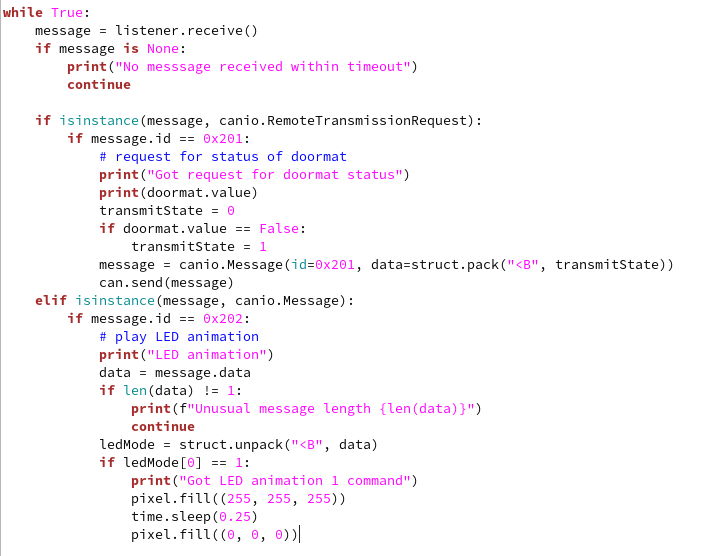 while True:
    message = listener.receive()
    if message is None:
        print("No messsage received within timeout")
        continue

    if isinstance(message, canio.RemoteTransmissionRequest):
        if message.id == 0x201:
            # request for status of doormat
            print("Got request for doormat status")
            print(doormat.value)
            transmitState = 0
            if doormat.value == False:
                transmitState = 1
            message = canio.Message(id=0x201, data=struct.pack("<B", transmitState))
            can.send(message)
    elif isinstance(message, canio.Message):
        if message.id == 0x202:
            # play LED animation
            print("LED animation")
            data = message.data
            if len(data) != 1:
                print(f"Unusual message length {len(data)}")
                continue
            ledMode = struct.unpack("<B", data)
            if ledMode[0] == 1:
                print("Got LED animation 1 command")
                pixel.fill((255, 255, 255))
                time.sleep(0.25)
                pixel.fill((0, 0, 0))